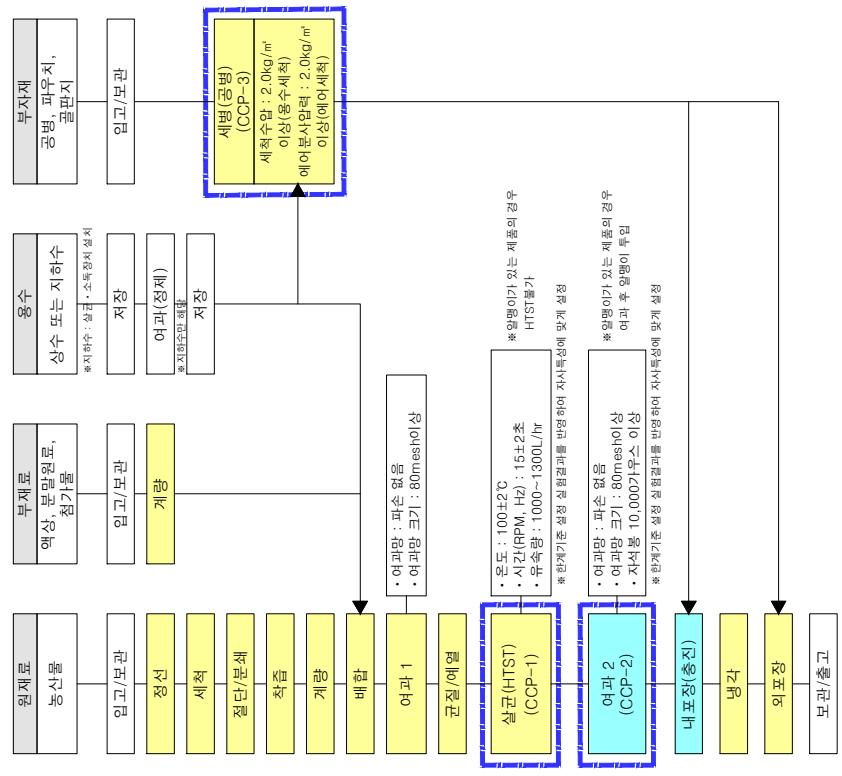 원재료
농산물
입고/보관
정선
세척
절단/분쇄
착즙
계량
배합
여과 1
균질/예열
살균(HTST)
(CCP-1)
여과 2
(CCP-2)
내포장(충진)
냉각
외포장
보관/출고
• 여과망 : 파손 없음
• 여과망 크기 : 80mesh이상
• 온도 : 100±2℃
• 시간(RPM, Hz) : 15±2초
• 유속량 : 1000~1300L/hr
※ 한계기준 설정 실험결과를 반영하여 자사특성에 맞게 설정
※알맹이가 있는 제품의 경우
HTST불가
• 여과망 : 파손 없음
• 여과망 크기 : 80mesh이상
• 자석봉 10,000가우스 이상
※ 한계기준 설정 실험결과를 반영하여 자사특성에 맞게 설정
※알맹이가 있는 제품의 경우
여과 후 알맹이 투입
부재료
액상, 분말원료,
첨가물
입고/보관
계량
용수
상수 또는 지하수
※지하수 : 살균・소독장치 설치
저장
여과(정제)
※지하수만 해당
저장
부자재
공병, 파우치,
골판지
입고/보관
세병(공병)
(CCP-3)
세척수압 : 2.0kg/㎡
이상(용수세척)
에어분사압력 : 2.0kg/㎡
이상(에어세척)